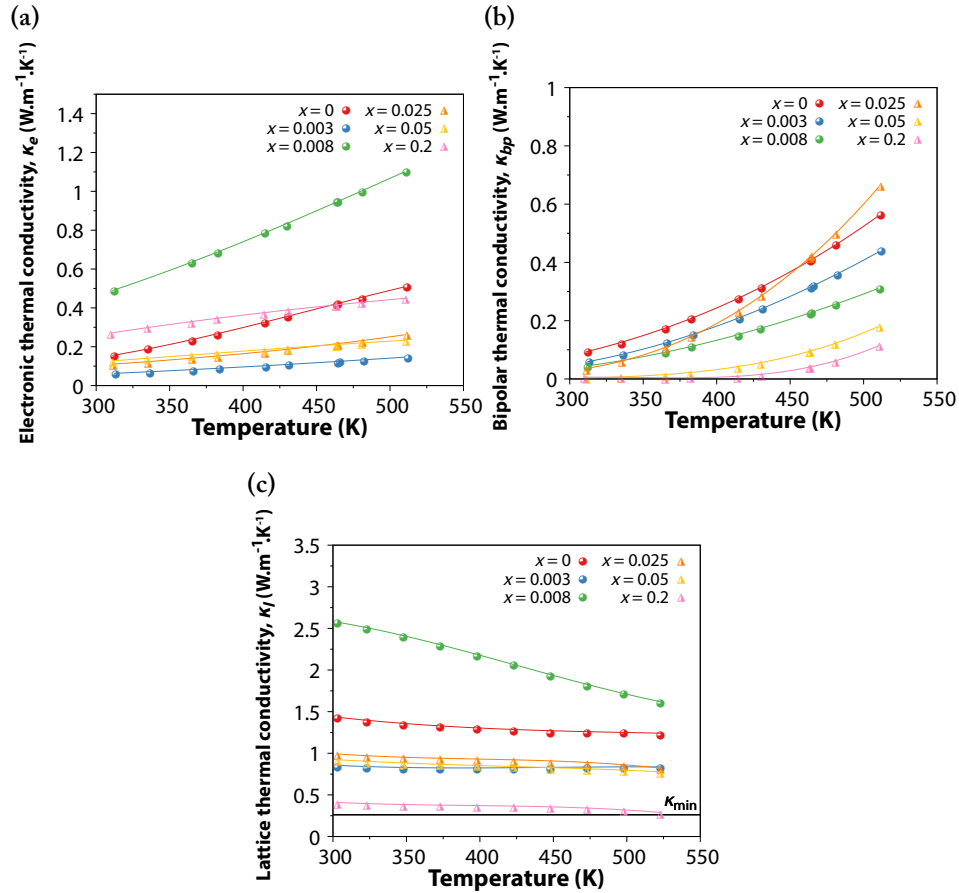 (a)
Electronic thermal conductivity, κe (W.m⁻¹.K⁻¹)
1.4
1.2
1
0.8
0.6
0.4
0.2
0
x = 0 x = 0.025
x = 0.003 x = 0.05
x = 0.008 x = 0.2
300 350 400 450 500 550
Temperature (K)
(b)
Bipolar thermal conductivity, κbp (W.m⁻¹.K⁻¹)
1
0.8
0.6
0.4
0.2
0
x = 0 x = 0.025
x = 0.003 x = 0.05
x = 0.008 x = 0.2
300 350 400 450 500 550
Temperature (K)
(c)
Lattice thermal conductivity, κl (W.m⁻¹.K⁻¹)
3.5
3
2.5
2
1.5
1
0.5
0
x = 0 x = 0.025
x = 0.003 x = 0.05
x = 0.008 x = 0.2
κmin
300 350 400 450 500 550
Temperature (K)